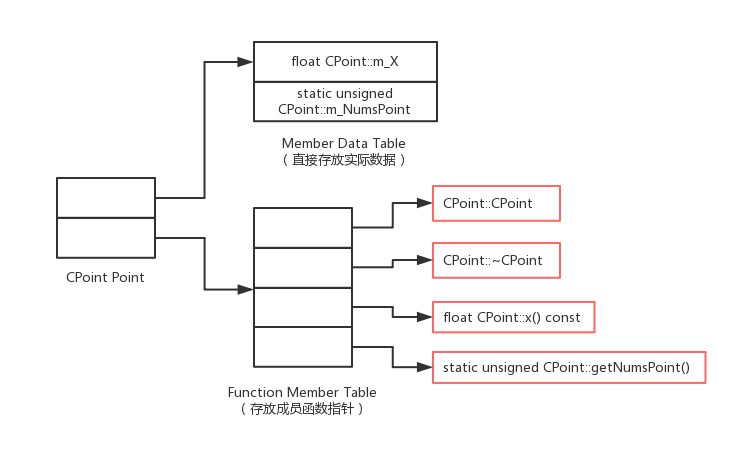 float CPoint::m_X
static unsigned
CPoint::m_NumsPoint
Member Data Table
（直接存放实际数据）
CPoint Point
CPoint::CPoint
CPoint::~CPoint
float CPoint::x() const
static unsigned CPoint::getNumsPoint()
Function Member Table
（存放成员函数指针）